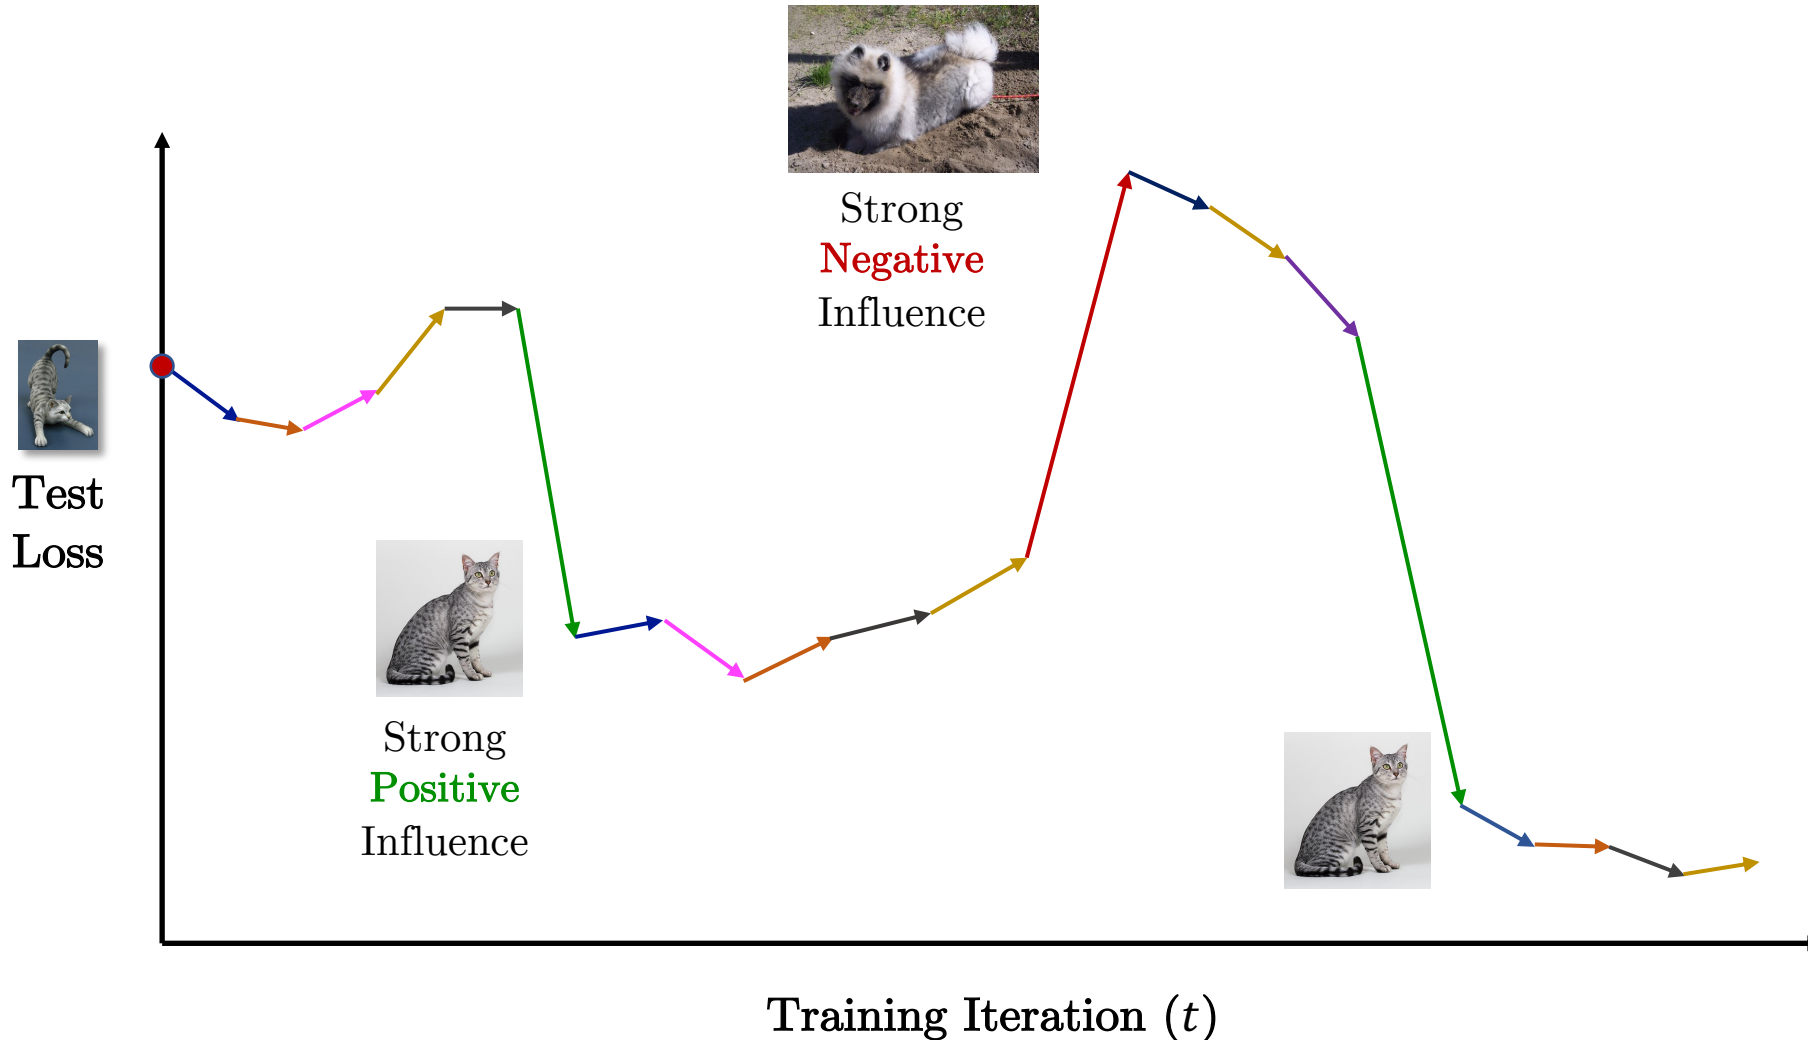 Strong
Negative
Influence
Test
Loss
Strong
Positive
Influence
Training Iteration (t)